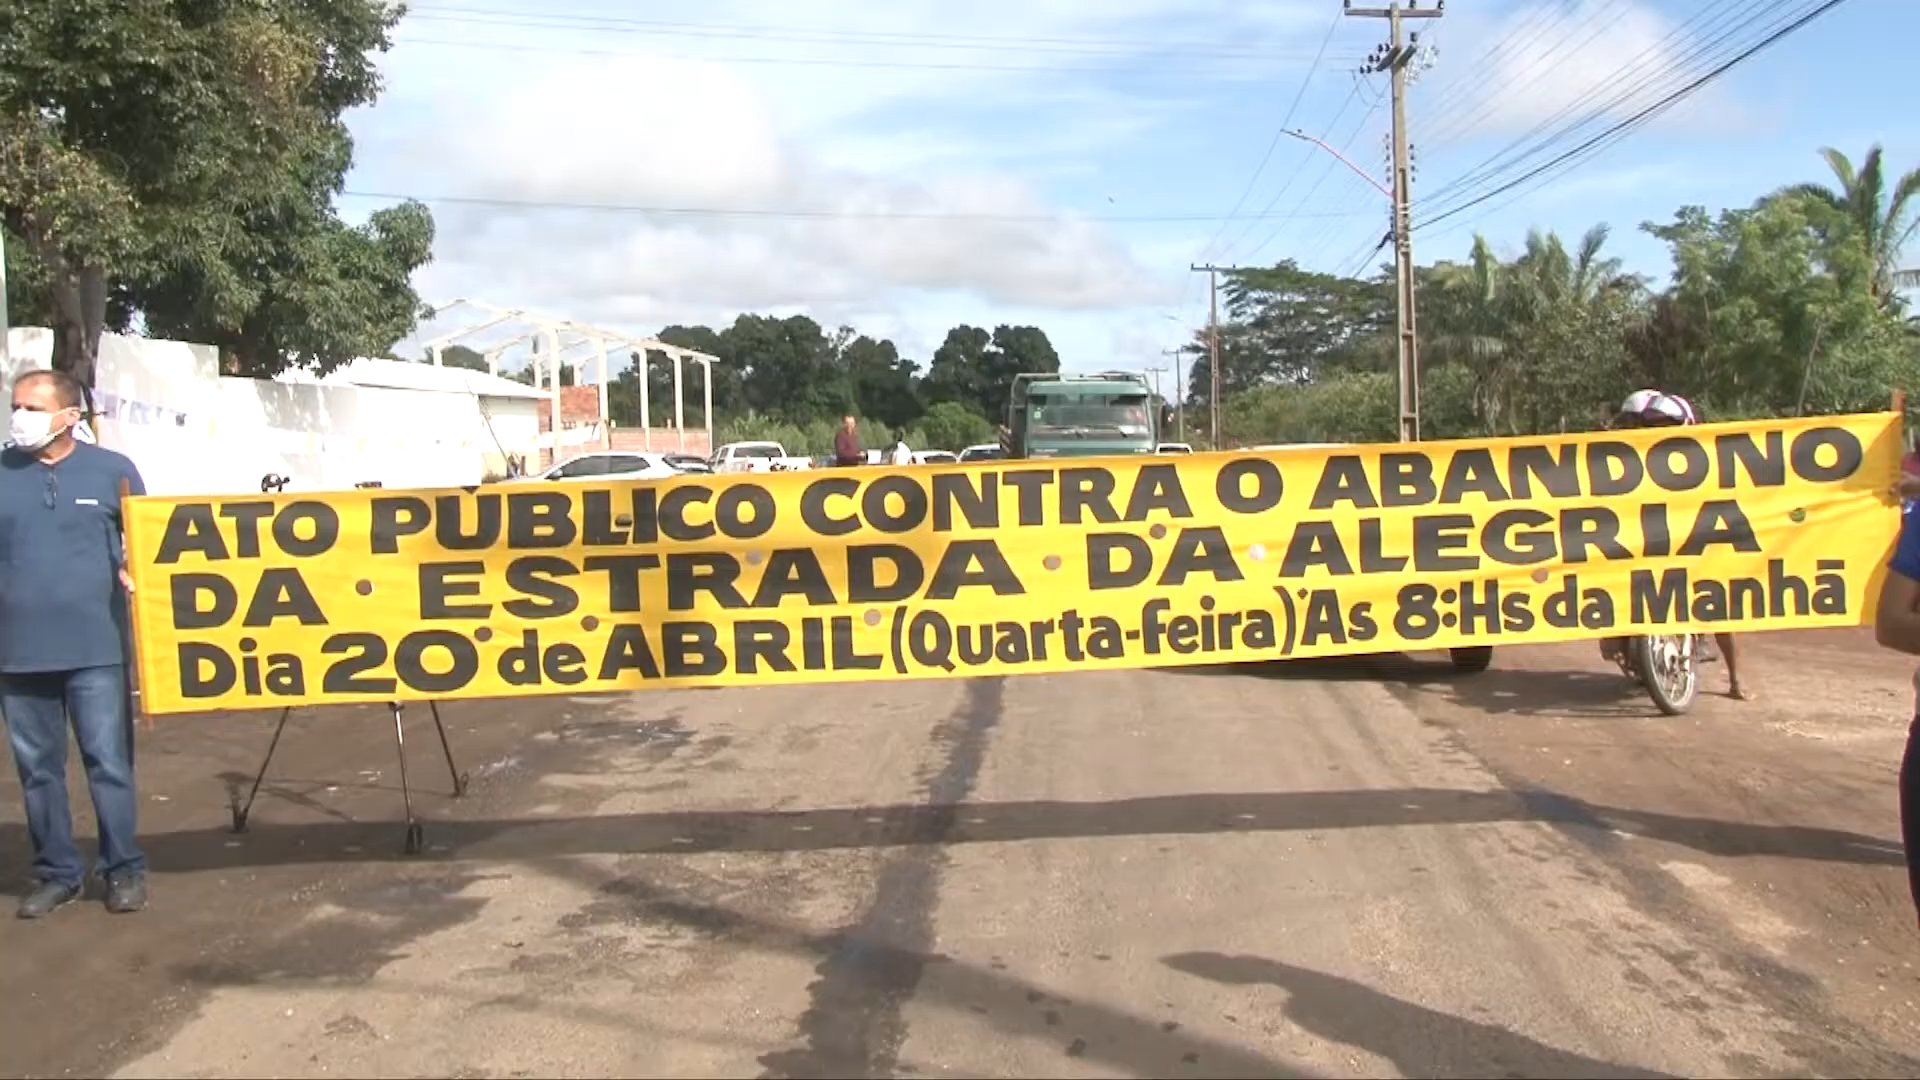 ATO PÚBLICO CONTRA O ABANDONO
DA ESTRADA DA ALEGRIA
Dia 20 de ABRIL (Quarta-feira) As 8:Hs da Manhã